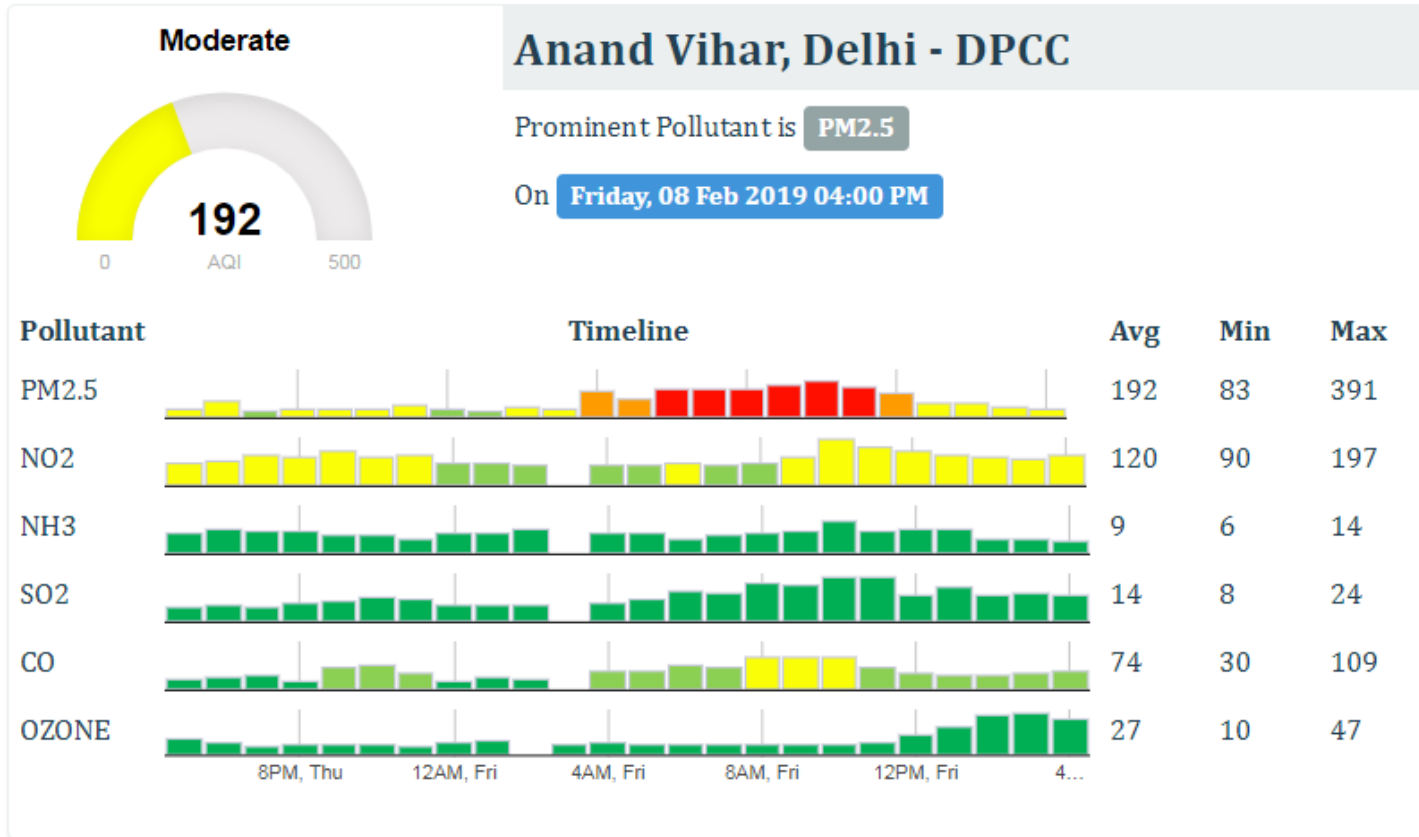 Moderate
192
0 AQI 500
Anand Vihar, Delhi - DPCC
Prominent Pollutant is PM2.5
On Friday, 08 Feb 2019 04:00 PM
Pollutant Timeline Avg Min Max
PM2.5 192 83 391
NO2 120 90 197
NH3 9 6 14
SO2 14 8 24
CO 74 30 109
OZONE 27 10 47
8PM, Thu 12AM, Fri 4AM, Fri 8AM, Fri 12PM, Fri 4...